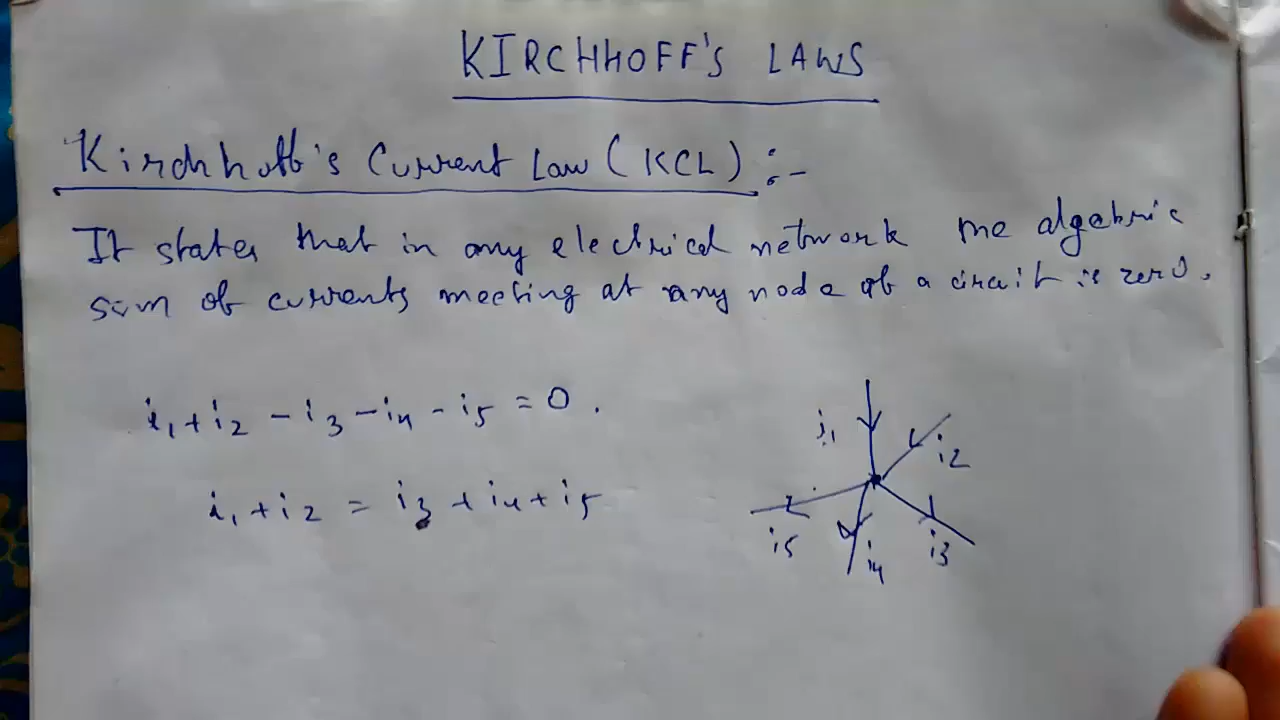 KIRCHHOFF'S LAWS
Kirchhoff's Current Law (KCL) :-
It states that in any electrical network the algebric
sum of currents meeting at any node of a circuit is zero.
i1 + i2 - i3 - i4 - i5 = 0.
i1 + i2 = i3 + i4 + i5
i1
i2
i5
i4
i3